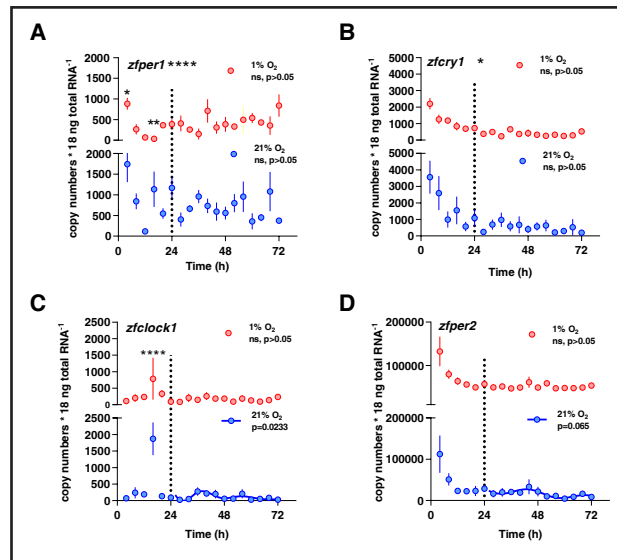 A
zfper1 ****
1% O2
ns, p>0.05
2000
1500
1000
500
0
*
**
21% O2
ns, p>0.05
2000
1500
1000
500
0
copy numbers * 18 ng total RNA-1
0 24 48 72
Time (h)
B
zfcry1 *
1% O2
ns, p>0.05
5000
4000
3000
2000
1000
0
21% O2
ns, p>0.05
5000
4000
3000
2000
1000
0
copy numbers * 18 ng total RNA-1
0 24 48 72
Time (h)
C
zfclock1
1% O2
ns, p>0.05
****
2500
2000
1500
1000
500
0
21% O2
p=0.0233
2500
2000
1500
1000
500
0
copy numbers * 18 ng total RNA-1
0 24 48 72
Time (h)
D
zfper2
1% O2
ns, p>0.05
200000
100000
0
21% O2
p=0.065
200000
100000
0
copy numbers * 18 ng total RNA-1
0 24 48 72
Time (h)